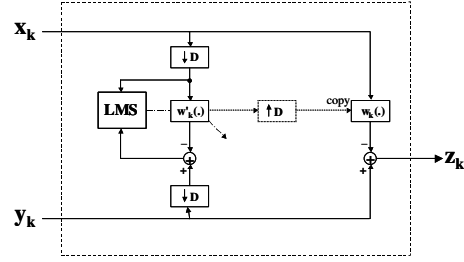 xₖ
↓ D
LMS
w'ₖ(.)
↑ D
copy
wₖ(.)
−
−
+
+
zₖ
↓ D
yₖ